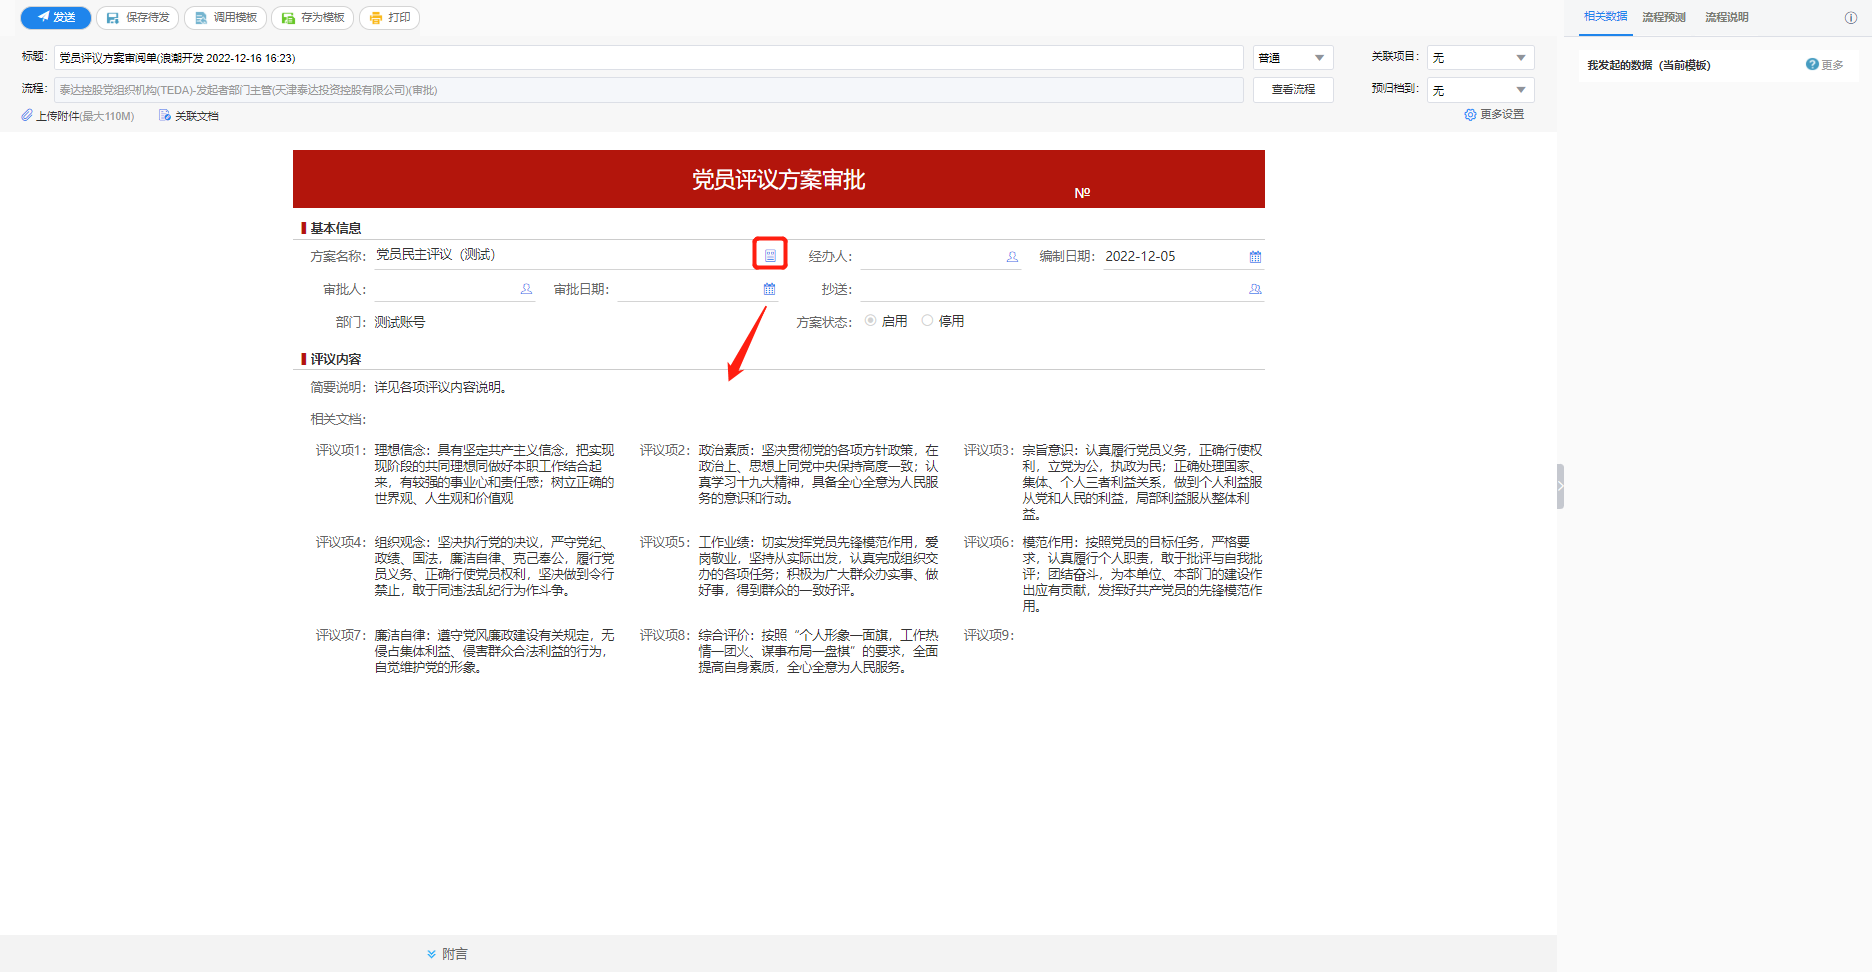 发送 保存待发 调用模板 存为模板 打印
相关数据 流程预测 流程说明
标题： 党员评议方案审阅单(浪潮开发 2022-12-16 16:23) 普通 关联项目： 无
我发起的数据（当前模板） 更多
流程： 泰达控股党组织机构(TEDA)-发起者部门主管(天津泰达投资控股有限公司)(审批) 查看流程 预归档到： 无
上传附件(最大110M) 关联文档 更多设置
党员评议方案审批
№
基本信息
方案名称： 党员民主评议（测试） 经办人： 编制日期： 2022-12-05
审批人： 审批日期： 抄送：
部门： 测试账号 方案状态： 启用 停用
评议内容
简要说明： 详见各项评议内容说明。
相关文档：
评议项1： 理想信念：具有坚定共产主义信念，把实现
现阶段的共同理想同做好本职工作结合起
来，有较强的事业心和责任感；树立正确的
世界观、人生观和价值观
评议项2： 政治素质：坚决贯彻党的各项方针政策，在
政治上、思想上同党中央保持高度一致；认
真学习十九大精神，具备全心全意为人民服
务的意识和行动。
评议项3： 宗旨意识：认真履行党员义务，正确行使权
利，立党为公，执政为民；正确处理国家、
集体、个人三者利益关系，做到个人利益服
从党和人民的利益，局部利益服从整体利
益。
评议项4： 组织观念：坚决执行党的决议，严守党纪、
政绩、国法，廉洁自律、克己奉公，履行党
员义务、正确行使党员权利，坚决做到令行
禁止，敢于同违法乱纪行为作斗争。
评议项5： 工作业绩：切实发挥党员先锋模范作用，爱
岗敬业，坚持从实际出发，认真完成组织交
办的各项任务；积极为广大群众办实事、做
好事，得到群众的一致好评。
评议项6： 模范作用：按照党员的目标任务，严格要
求，认真履行个人职责，敢于批评与自我批
评；团结奋斗，为本单位、本部门的建设作
出应有贡献，发挥好共产党员的先锋模范作
用。
评议项7： 廉洁自律：遵守党风廉政建设有关规定，无
侵占集体利益、侵害群众合法利益的行为，
自觉维护党的形象。
评议项8： 综合评价：按照“个人形象一面旗，工作热
情一团火、谋事布局一盘棋”的要求，全面
提高自身素质，全心全意为人民服务。
评议项9：
附言